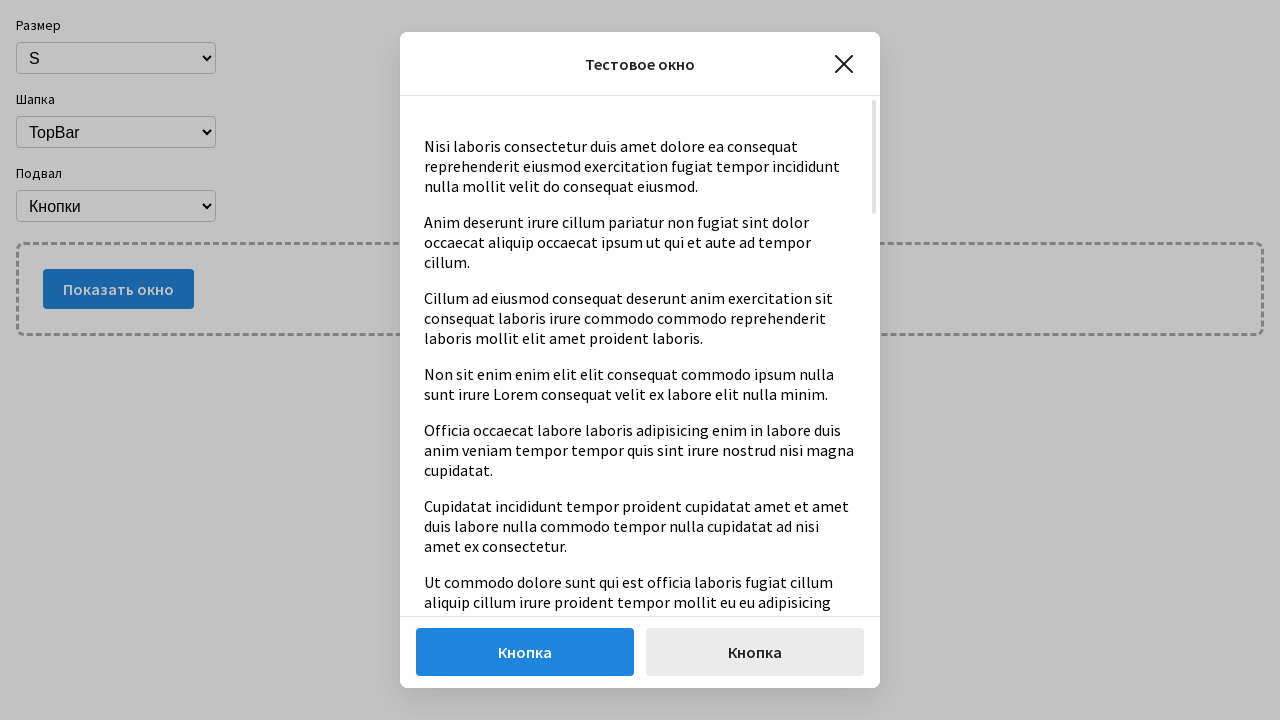 Размер
S
Шапка
TopBar
Подвал
Кнопки
Показать окно
Тестовое окно
Nisi laboris consectetur duis amet dolore ea consequat
reprehenderit eiusmod exercitation fugiat tempor incididunt
nulla mollit velit do consequat eiusmod.
Anim deserunt irure cillum pariatur non fugiat sint dolor
occaecat aliquip occaecat ipsum ut qui et aute ad tempor
cillum.
Cillum ad eiusmod consequat deserunt anim exercitation sit
consequat laboris irure commodo commodo reprehenderit
laboris mollit elit amet proident laboris.
Non sit enim enim elit elit consequat commodo ipsum nulla
sunt irure Lorem consequat velit ex labore elit nulla minim.
Officia occaecat labore laboris adipisicing enim in labore duis
anim veniam tempor tempor quis sint irure nostrud nisi magna
cupidatat.
Cupidatat incididunt tempor proident cupidatat amet et amet
duis labore nulla commodo tempor nulla cupidatat ad nisi
amet ex consectetur.
Ut commodo dolore sunt qui est officia laboris fugiat cillum
aliquip cillum irure proident tempor mollit eu eu adipisicing
Кнопка
Кнопка